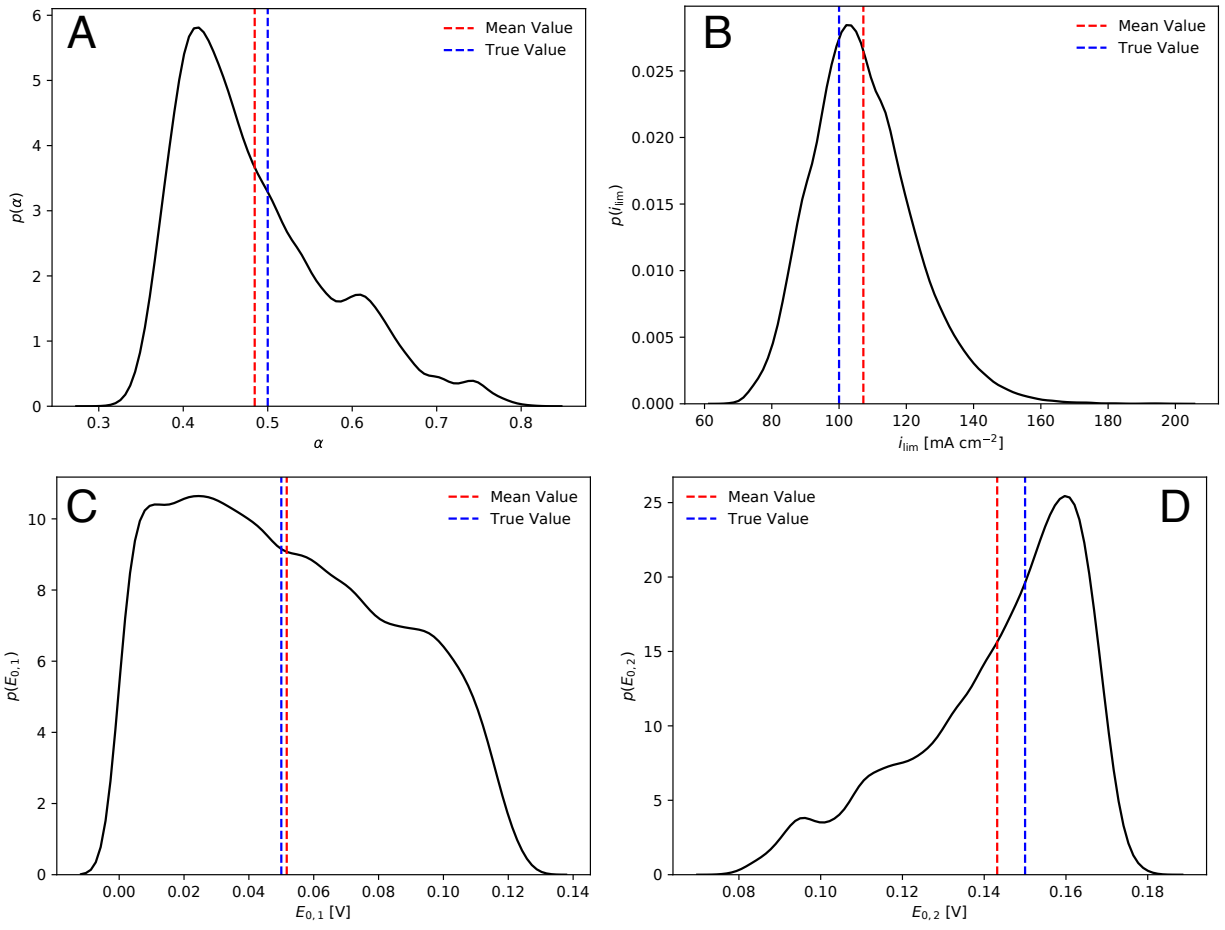 A
Mean Value
True Value
6
5
4
3
2
1
0
p(α)
0.3 0.4 0.5 0.6 0.7 0.8
α
B
Mean Value
True Value
0.025
0.020
0.015
0.010
0.005
0.000
p(i_lim)
60 80 100 120 140 160 180 200
i_lim [mA cm⁻²]
C
Mean Value
True Value
10
8
6
4
2
0
p(E_0,1)
0.00 0.02 0.04 0.06 0.08 0.10 0.12 0.14
E_0,1 [V]
Mean Value
True Value
D
25
20
15
10
5
0
p(E_0,2)
0.08 0.10 0.12 0.14 0.16 0.18
E_0,2 [V]